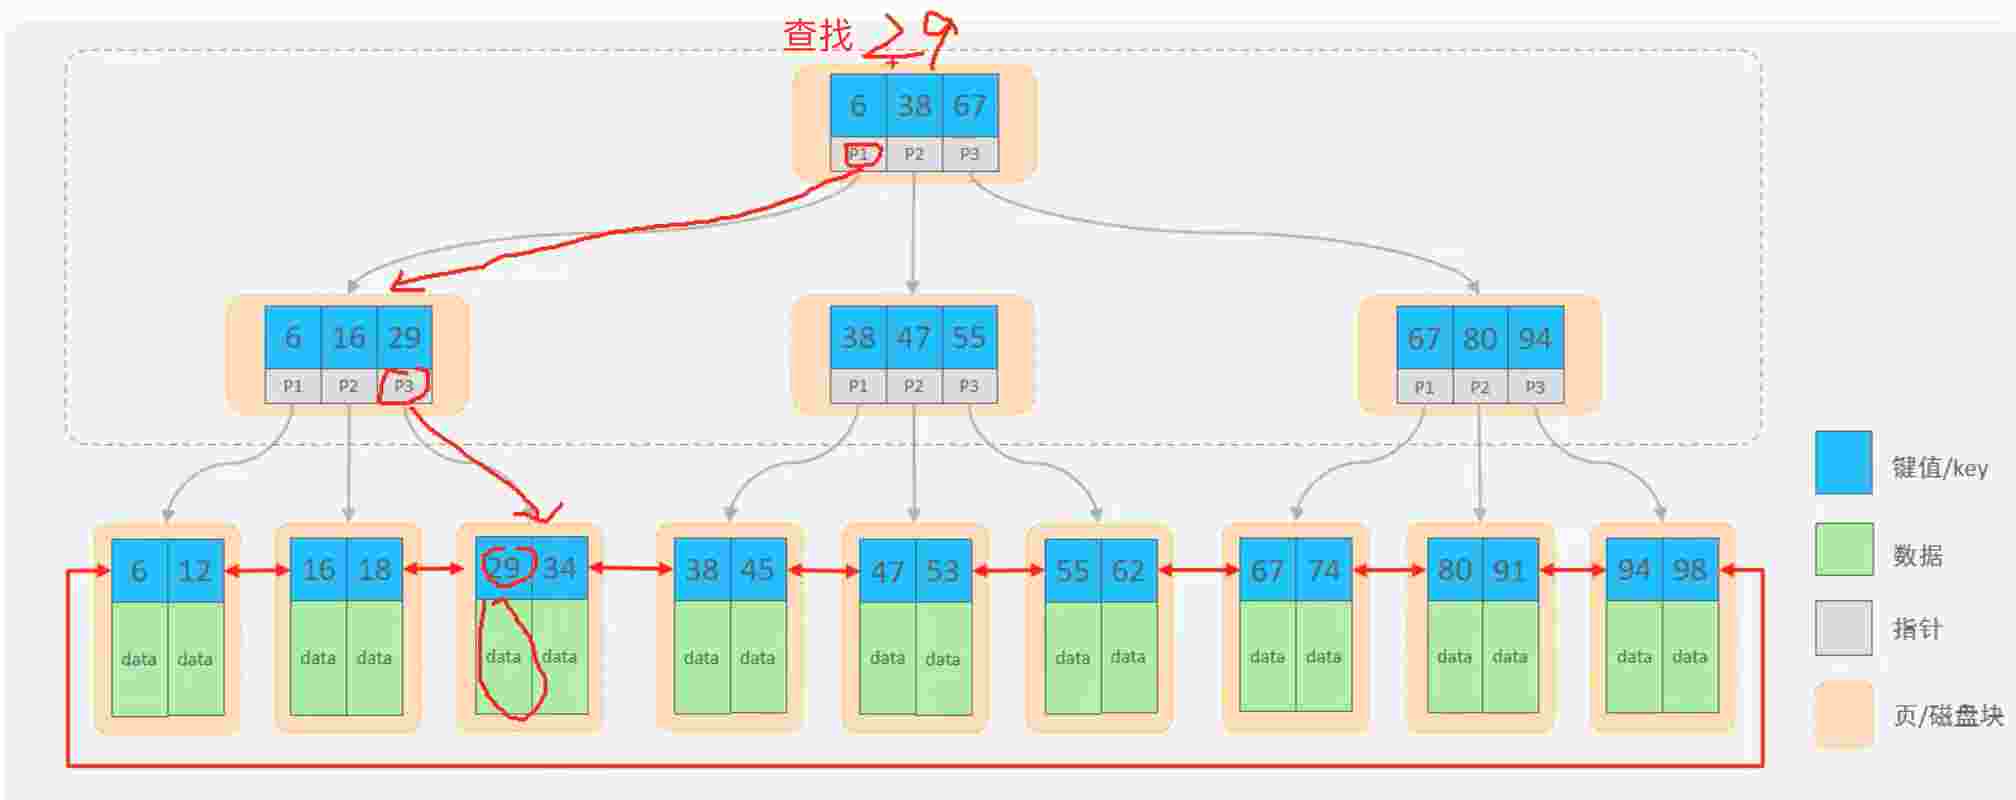 查找 29
6 38 67
P1 P2 P3
6 16 29 38 47 55 67 80 94
P1 P2 P3 P1 P2 P3 P1 P2 P3
键值/key
数据
6 12 16 18 29 34 38 45 47 53 55 62 67 74 80 91 94 98
指针
data data data data data data data data data data data data data data data data data data
页/磁盘块